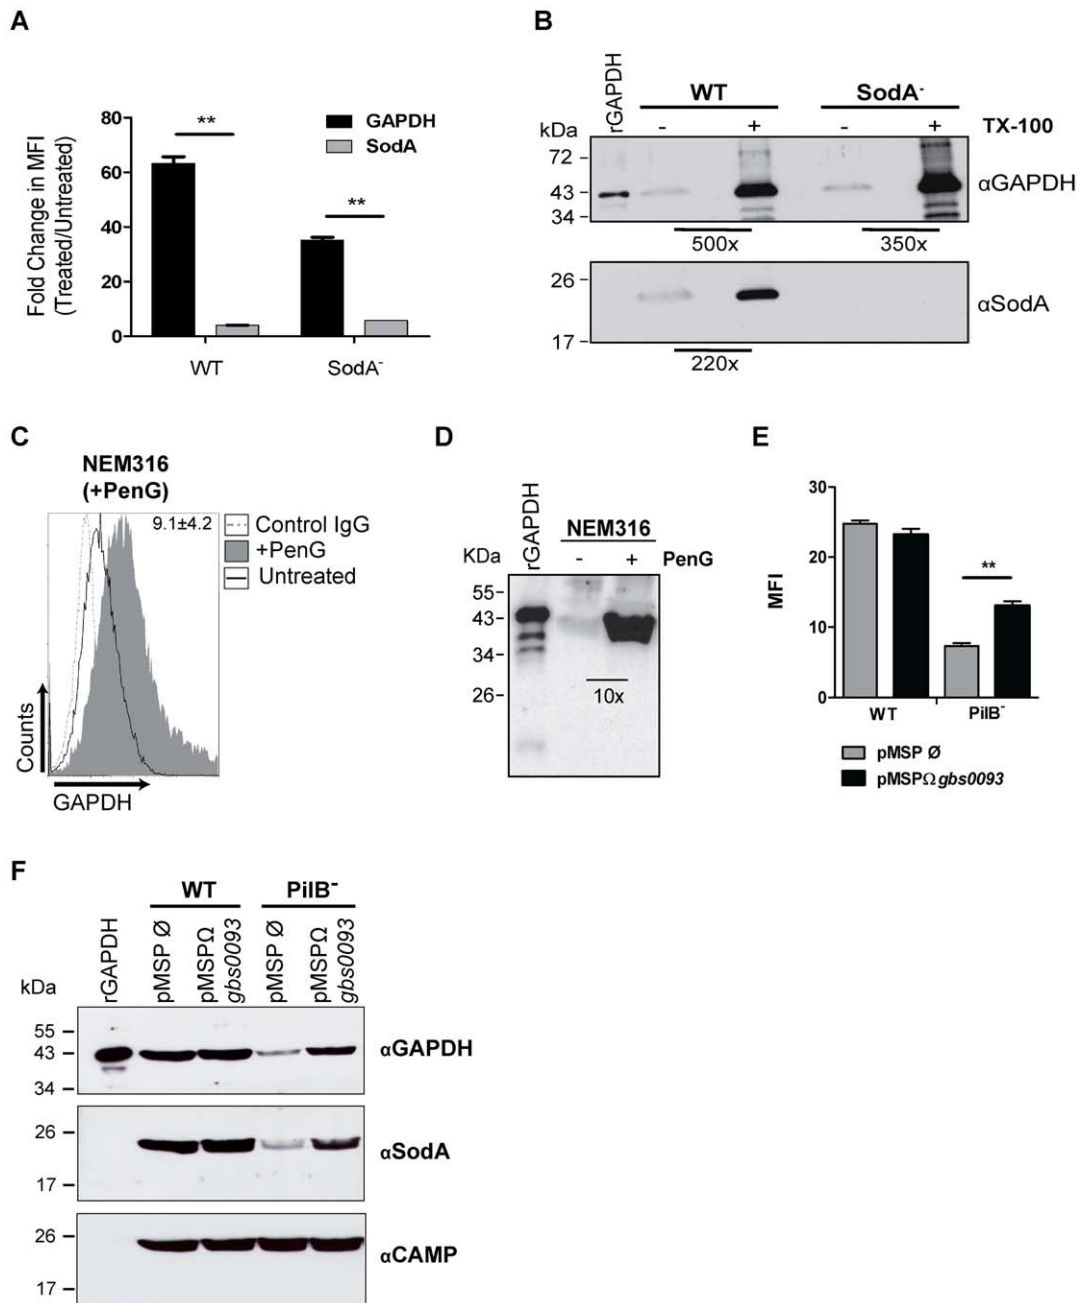 A
Fold Change in MFI
(Treated/Untreated)
80
60
40
20
0
**
**
GAPDH
SodA
WT
SodA⁻
B
rGAPDH
WT
SodA⁻
kDa
-
+
-
+
TX-100
72
43
34
αGAPDH
500x
350x
26
17
αSodA
220x
C
NEM316
(+PenG)
9.1±4.2
Control IgG
+PenG
Untreated
Counts
GAPDH
D
rGAPDH
NEM316
KDa
-
+
PenG
55
43
34
26
10x
E
MFI
30
20
10
0
**
WT
PilB⁻
pMSP Ø
pMSPΩgbs0093
F
WT
PilB⁻
kDa
rGAPDH
pMSP Ø
pMSPΩ
gbs0093
pMSP Ø
pMSPΩ
gbs0093
55
43
34
αGAPDH
26
17
αSodA
26
17
αCAMP